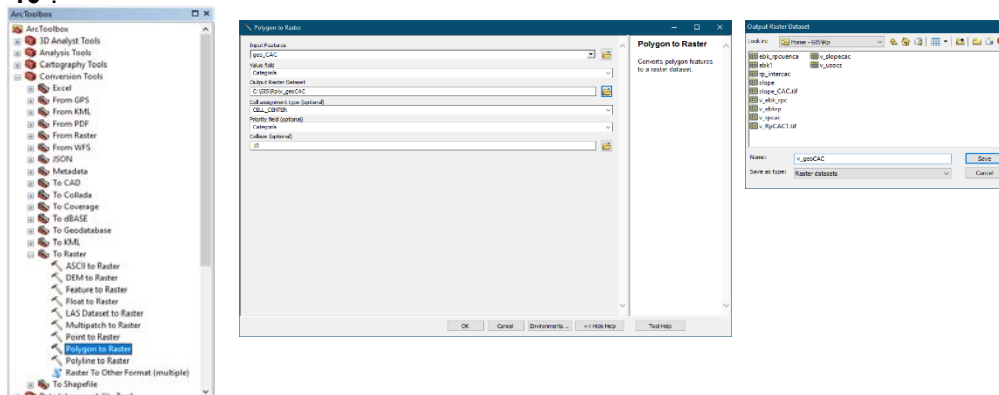 ArcToolbox
ArcToolbox
3D Analyst Tools
Analysis Tools
Cartography Tools
Conversion Tools
Excel
From GPS
From KML
From PDF
From Raster
From WFS
JSON
Metadata
To CAD
To Collada
To Coverage
To dBASE
To Geodatabase
To KML
To Raster
ASCII to Raster
DEM to Raster
Feature to Raster
Float to Raster
LAS Dataset to Raster
Multipatch to Raster
Point to Raster
Polygon to Raster
Polyline to Raster
Raster To Other Format (multiple)
To Shapefile
Polygon to Raster
Input Features
geo_CAC
Value field
Categoria
Output Raster Dataset
Cell assignment type (optional)
CELL_CENTER
Priority field (optional)
Categoria
Cellsize (optional)
OK Cancel Environments... << Hide Help Tool Help
Polygon to Raster
Converts polygon features
to a raster dataset.
Output Raster Dataset
Look in: Home - GIS\Rp
ebk_rpcuenca v_slopecac
ebk1 v_usocs
rp_intercac
slope
slope_CAC.tif
v_ebk_rpc
v_ebkrp
v_rpcac
v_RpCAC1.tif
Name: v_geoCAC Save
Save as type: Raster datasets Cancel